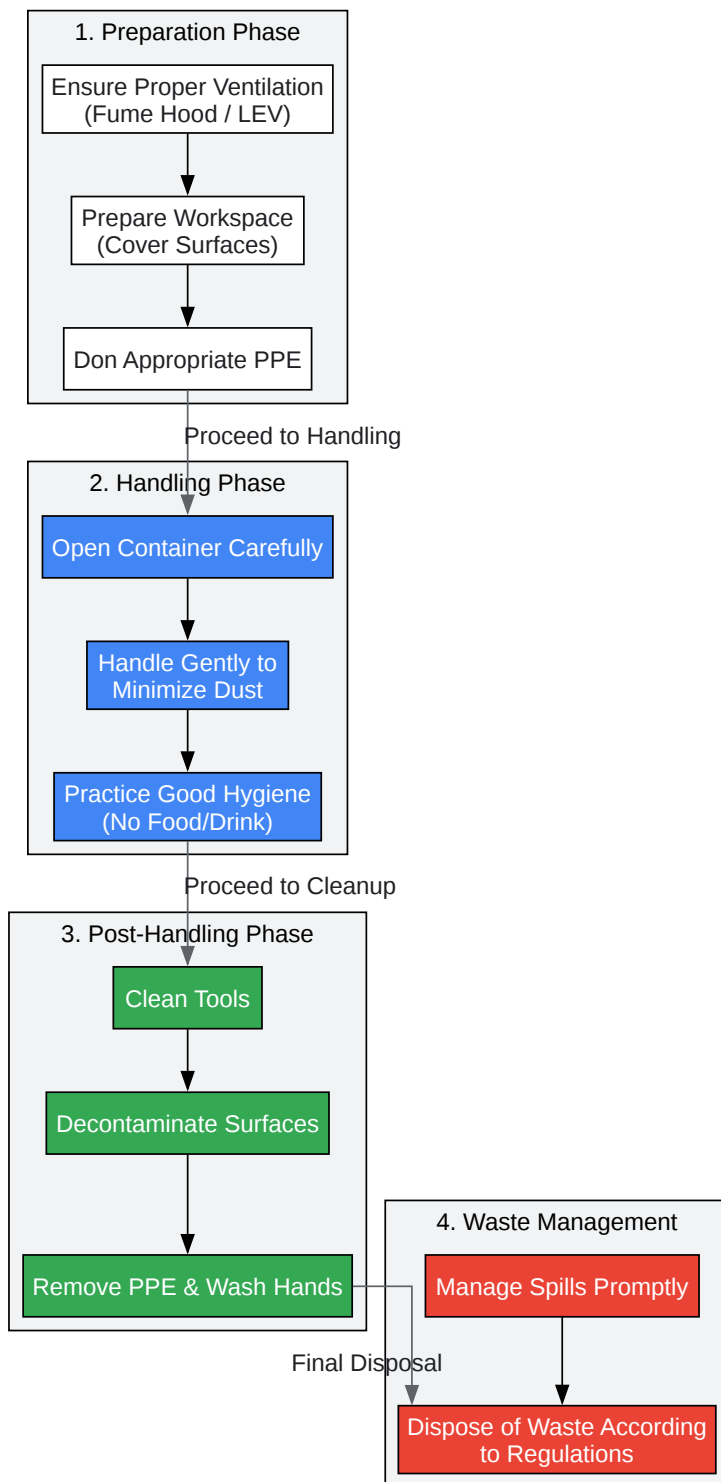 1. Preparation Phase
Ensure Proper Ventilation
(Fume Hood / LEV)
Prepare Workspace
(Cover Surfaces)
Don Appropriate PPE
Proceed to Handling
2. Handling Phase
Open Container Carefully
Handle Gently to
Minimize Dust
Practice Good Hygiene
(No Food/Drink)
Proceed to Cleanup
3. Post-Handling Phase
Clean Tools
Decontaminate Surfaces
Remove PPE & Wash Hands
Final Disposal
4. Waste Management
Manage Spills Promptly
Dispose of Waste According
to Regulations